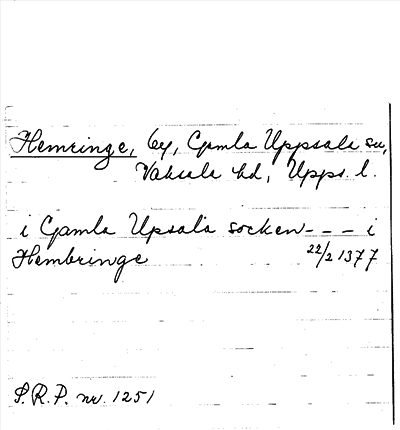 Hemringe, by, Gamla Uppsala sn,
Vaksala hd, Upps. l.
i Gamla Upsala socken - - - i
Hembringe 22/2 1377
S.R.P. nr. 1251